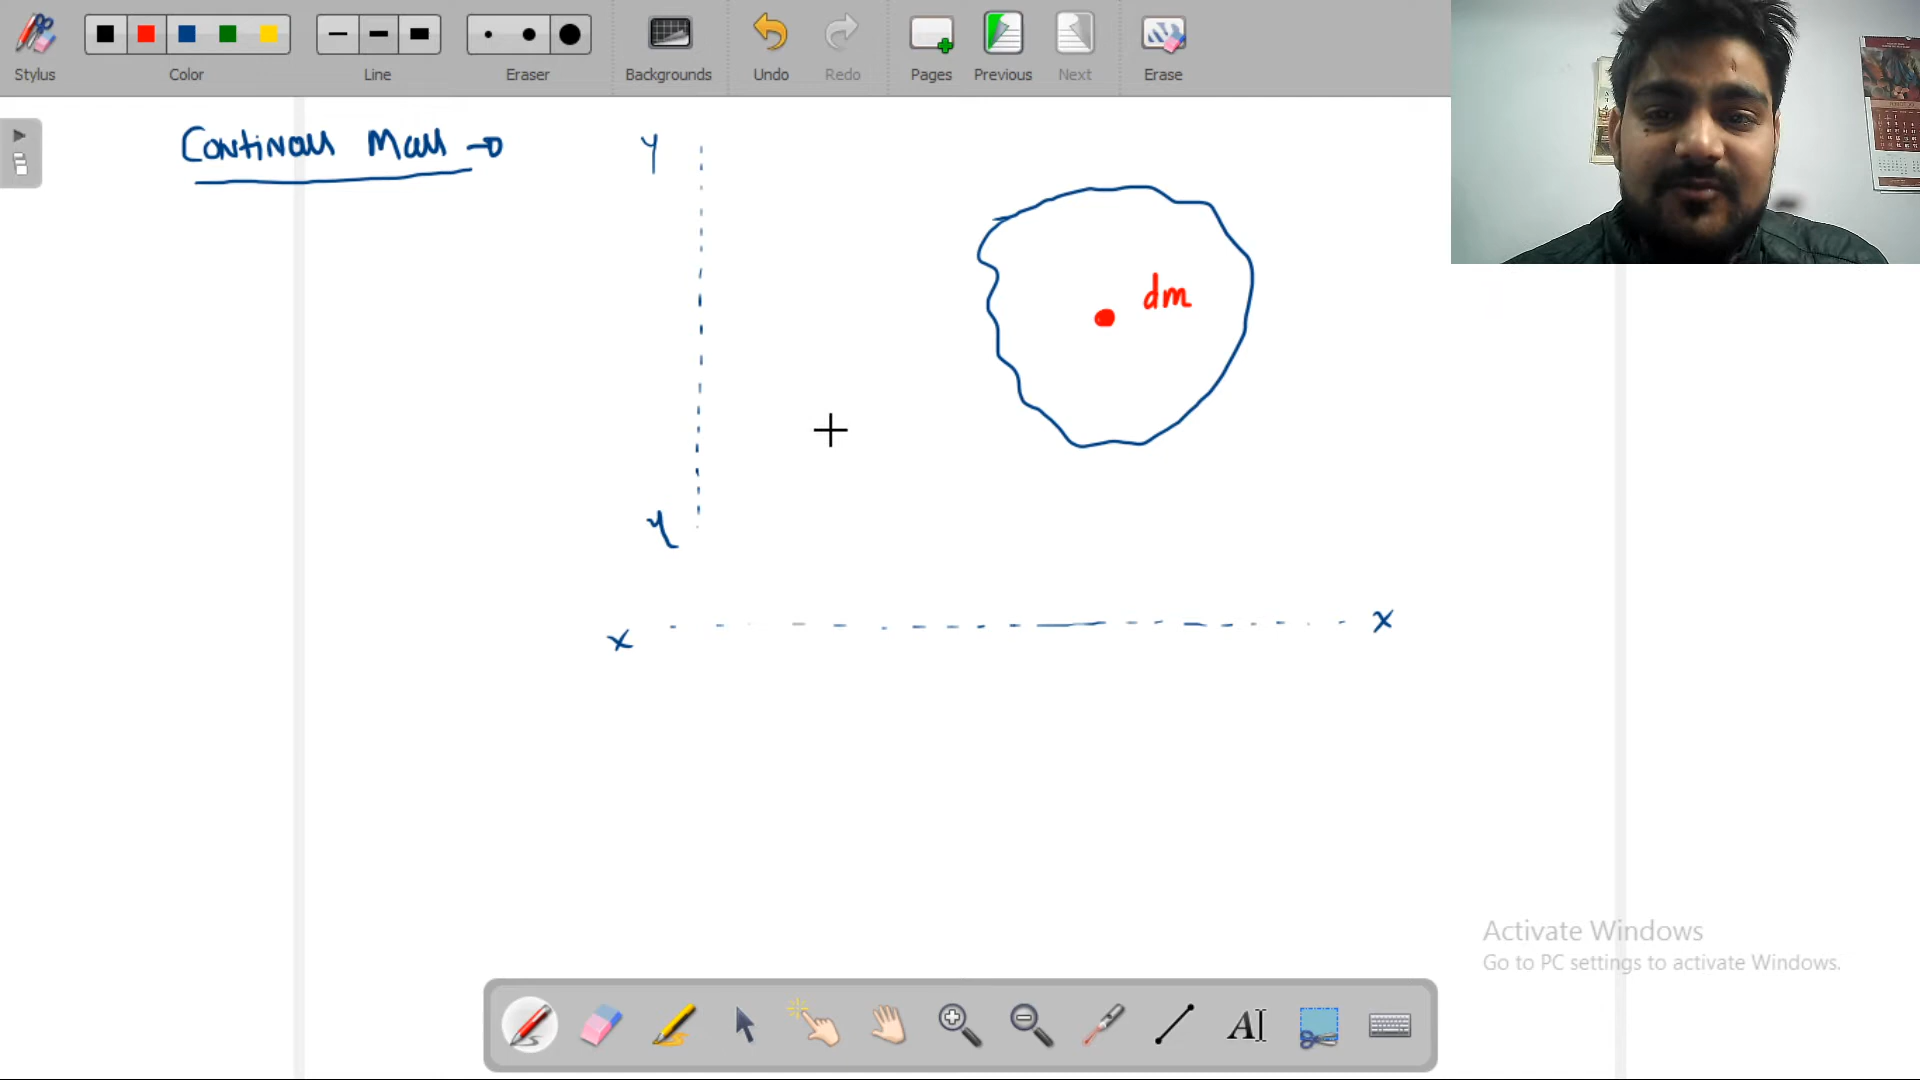 Stylus
Color
Line
Eraser
Backgrounds
Undo
Redo
Pages
Previous
Next
Erase
Continous Mass
Y
dm
Y
X
X
Activate Windows
Go to PC settings to activate Windows.